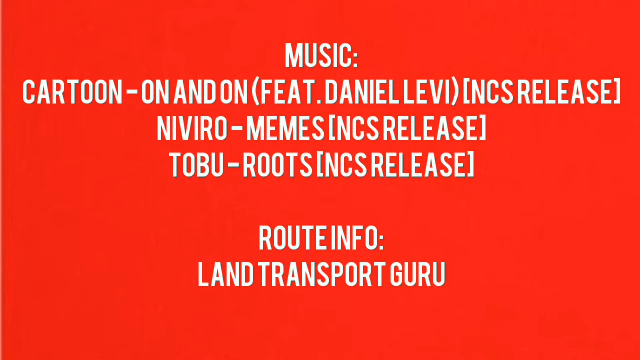 MUSIC:
CARTOON - ON AND ON (FEAT. DANIEL LEVI) [NCS RELEASE]
NIVIRO - MEMES [NCS RELEASE]
TOBU - ROOTS [NCS RELEASE]
ROUTE INFO:
LAND TRANSPORT GURU